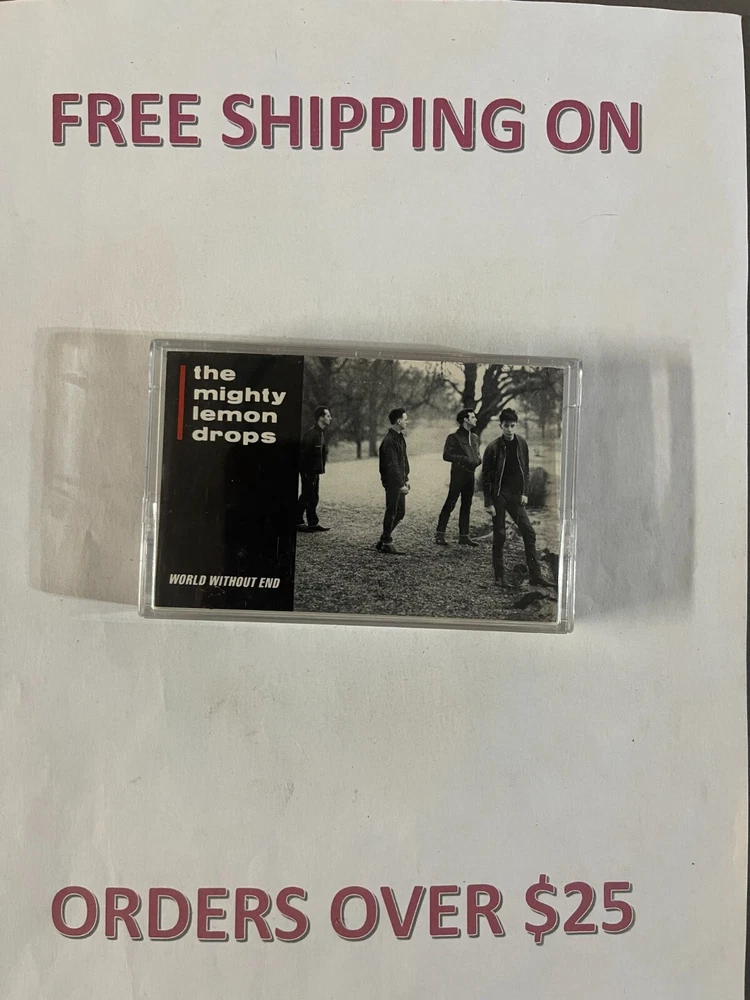 FREE SHIPPING ON
the
mighty
lemon
drops
WORLD WITHOUT END
ORDERS OVER $25